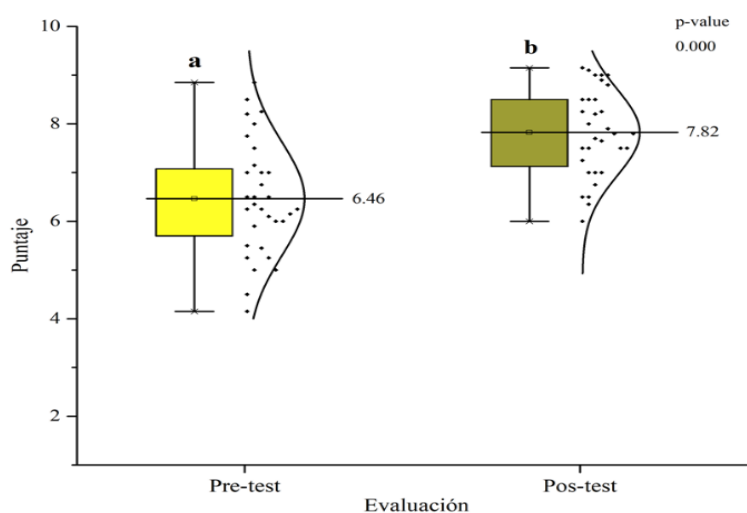 10
8
6
4
2
Puntaje
a
6.46
b
7.82
p-value
0.000
Pre-test
Pos-test
Evaluación